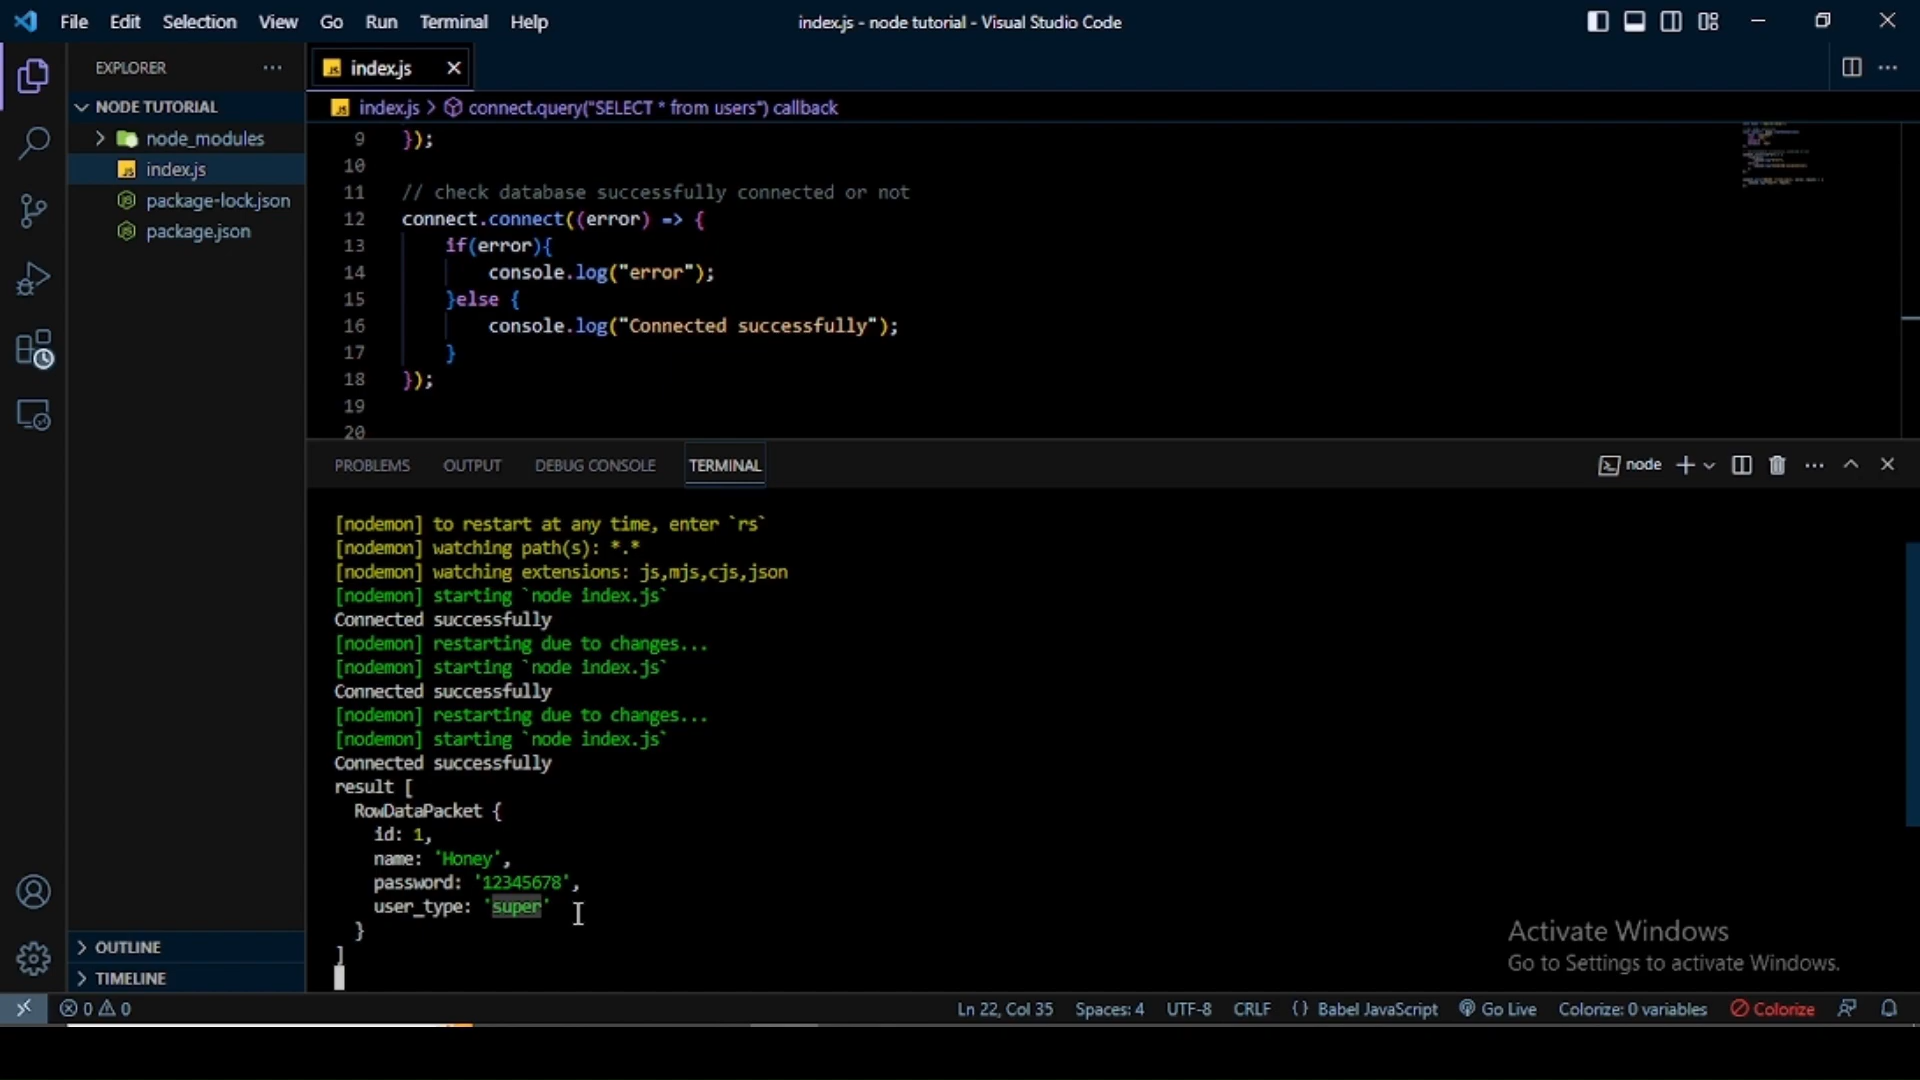 File Edit Selection View Go Run Terminal Help
index.js - node tutorial - Visual Studio Code
EXPLORER
NODE TUTORIAL
node_modules
index.js
package-lock.json
package.json
OUTLINE
TIMELINE
index.js
index.js > connect.query("SELECT * from users") callback
9 });
10
11 // check database successfully connected or not
12 connect.connect((error) => {
13 if(error){
14 console.log("error");
15 }else {
16 console.log("Connected successfully");
17 }
18 });
19
20
PROBLEMS OUTPUT DEBUG CONSOLE TERMINAL
node
[nodemon] to restart at any time, enter `rs`
[nodemon] watching path(s): *.*
[nodemon] watching extensions: js,mjs,cjs,json
[nodemon] starting `node index.js`
Connected successfully
[nodemon] restarting due to changes...
[nodemon] starting `node index.js`
Connected successfully
[nodemon] restarting due to changes...
[nodemon] starting `node index.js`
Connected successfully
result [
RowDataPacket {
id: 1,
name: 'Honey',
password: '12345678',
user_type: 'super'
}
]
Activate Windows
Go to Settings to activate Windows.
0 0
Ln 22, Col 35 Spaces: 4 UTF-8 CRLF {} Babel JavaScript Go Live Colorize: 0 variables Colorize